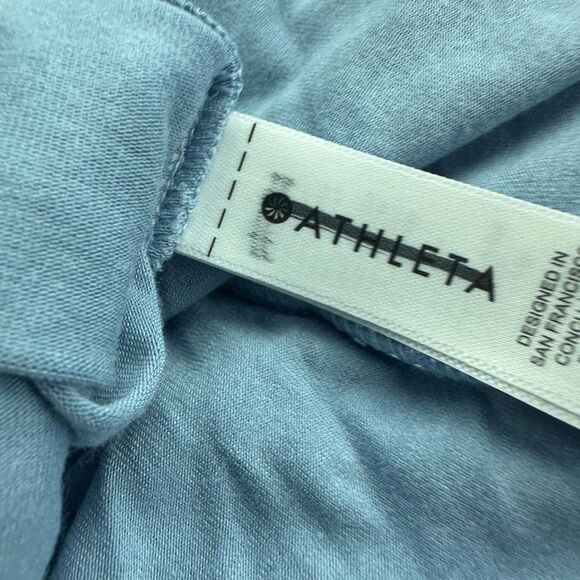 ATHLETA
DESIGNED IN
SAN FRANCISCO